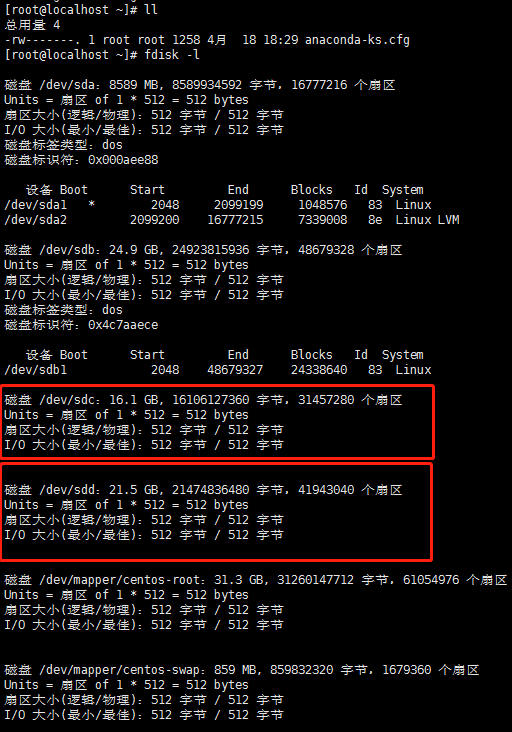 [root@localhost ~]# ll
总用量 4
-rw-------. 1 root root 1258 4月  18 18:29 anaconda-ks.cfg
[root@localhost ~]# fdisk -l
磁盘 /dev/sda：8589 MB, 8589934592 字节，16777216 个扇区
Units = 扇区 of 1 * 512 = 512 bytes
扇区大小(逻辑/物理)：512 字节 / 512 字节
I/O 大小(最小/最佳)：512 字节 / 512 字节
磁盘标签类型：dos
磁盘标识符：0x000aee88
设备 Boot      Start         End      Blocks   Id  System
/dev/sda1   *        2048     2099199     1048576   83  Linux
/dev/sda2         2099200    16777215     7339008   8e  Linux LVM
磁盘 /dev/sdb：24.9 GB, 24923815936 字节，48679328 个扇区
Units = 扇区 of 1 * 512 = 512 bytes
扇区大小(逻辑/物理)：512 字节 / 512 字节
I/O 大小(最小/最佳)：512 字节 / 512 字节
磁盘标签类型：dos
磁盘标识符：0x4c7aaece
设备 Boot      Start         End      Blocks   Id  System
/dev/sdb1            2048    48679327    24338640   83  Linux
磁盘 /dev/sdc：16.1 GB, 16106127360 字节，31457280 个扇区
Units = 扇区 of 1 * 512 = 512 bytes
扇区大小(逻辑/物理)：512 字节 / 512 字节
I/O 大小(最小/最佳)：512 字节 / 512 字节
磁盘 /dev/sdd：21.5 GB, 21474836480 字节，41943040 个扇区
Units = 扇区 of 1 * 512 = 512 bytes
扇区大小(逻辑/物理)：512 字节 / 512 字节
I/O 大小(最小/最佳)：512 字节 / 512 字节
磁盘 /dev/mapper/centos-root：31.3 GB, 31260147712 字节，61054976 个扇区
Units = 扇区 of 1 * 512 = 512 bytes
扇区大小(逻辑/物理)：512 字节 / 512 字节
I/O 大小(最小/最佳)：512 字节 / 512 字节
磁盘 /dev/mapper/centos-swap：859 MB, 859832320 字节，1679360 个扇区
Units = 扇区 of 1 * 512 = 512 bytes
扇区大小(逻辑/物理)：512 字节 / 512 字节
I/O 大小(最小/最佳)：512 字节 / 512 字节